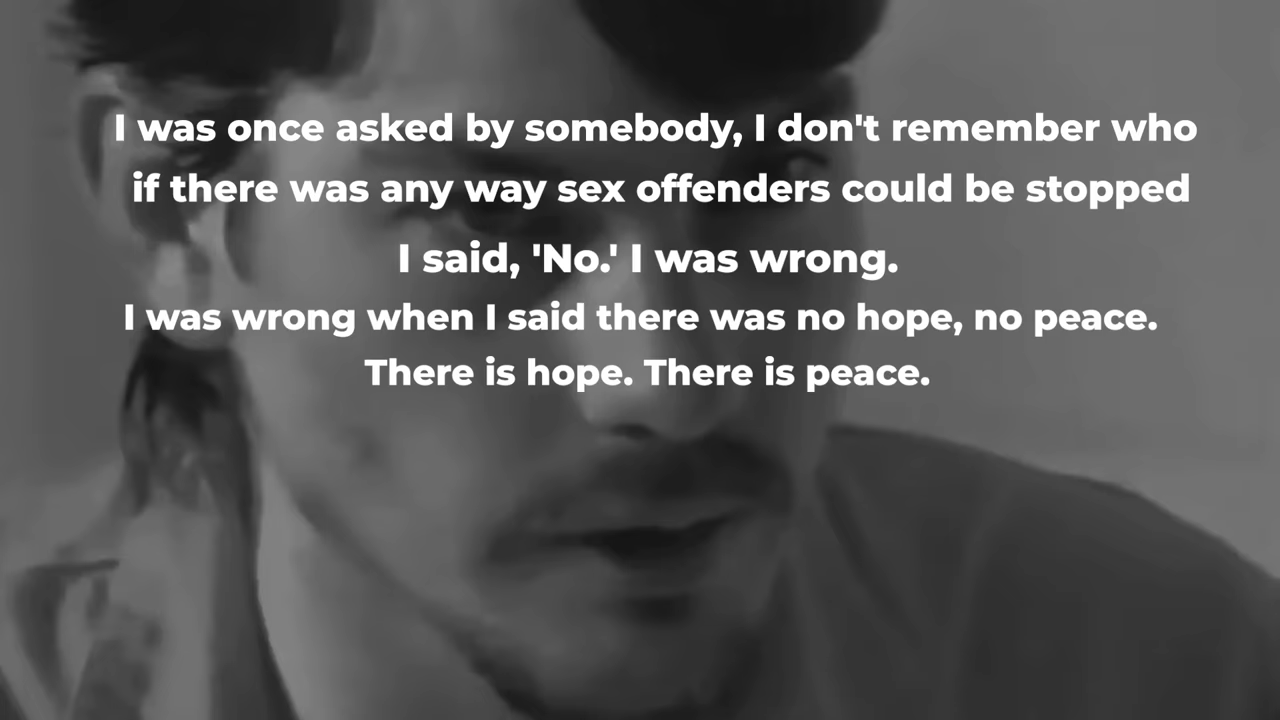 I was once asked by somebody, I don't remember who
if there was any way sex offenders could be stopped
I said, 'No.' I was wrong.
I was wrong when I said there was no hope, no peace.
There is hope. There is peace.